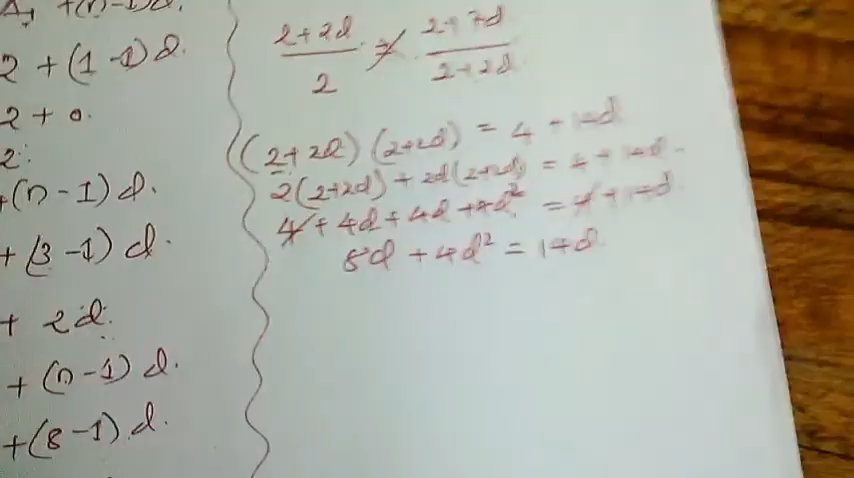 +(n-1)d.
2 + (1-1)d.
2 + 0.
2.
+(n-1)d.
+(3-1)d.
+ 2d.
+(n-1)d.
+(8-1).d.
(2+2d)/2 = (2+7d)/(2+2d)
(2+2d)(2+2d) = 4 + 14d
2(2+2d) + 2d(2+2d) = 4 + 14d.
4 + 4d + 4d + 4d² = 4 + 14d
8d + 4d² = 14d.